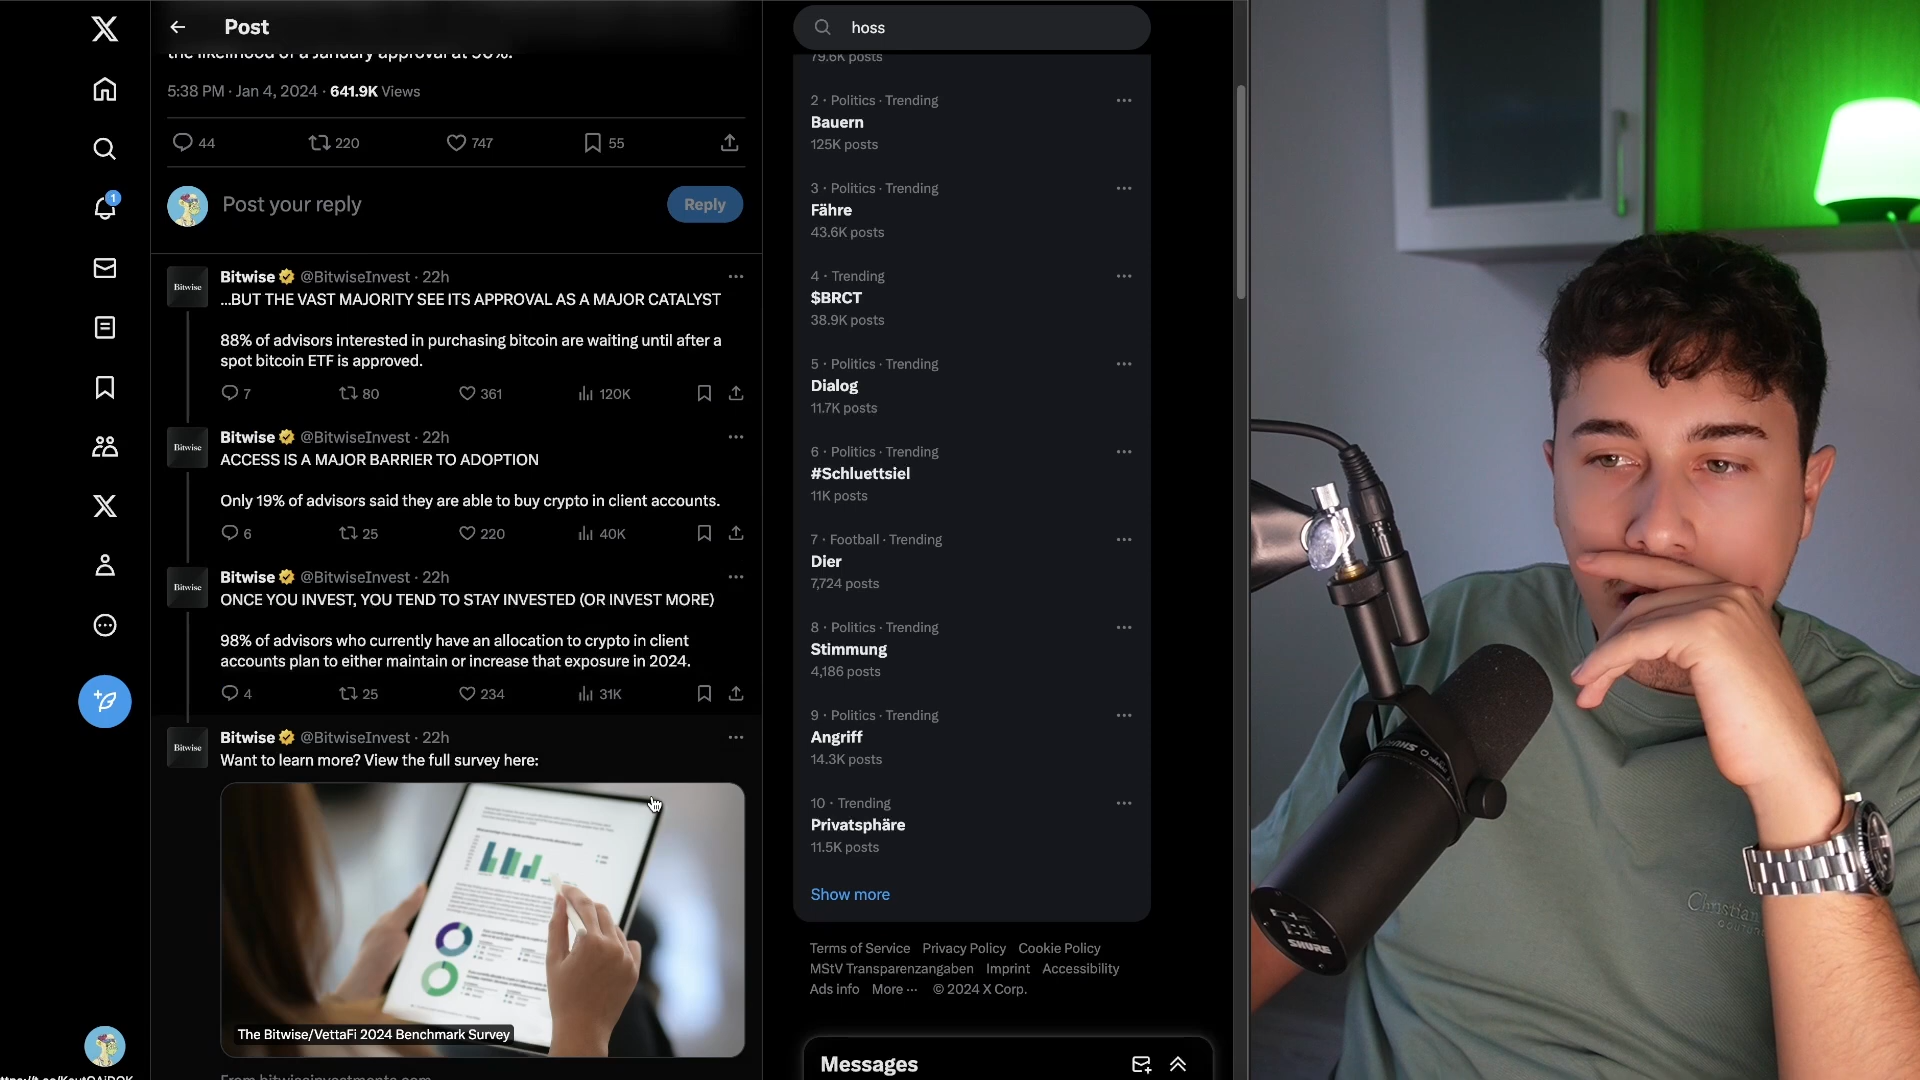 Post
5:38 PM · Jan 4, 2024 · 641.9K Views
44
220
747
55
Post your reply
Reply
Bitwise @BitwiseInvest · 22h
...BUT THE VAST MAJORITY SEE ITS APPROVAL AS A MAJOR CATALYST
88% of advisors interested in purchasing bitcoin are waiting until after a
spot bitcoin ETF is approved.
7
80
361
120K
Bitwise
Bitwise @BitwiseInvest · 22h
ACCESS IS A MAJOR BARRIER TO ADOPTION
Only 19% of advisors said they are able to buy crypto in client accounts.
6
25
220
40K
Bitwise
Bitwise @BitwiseInvest · 22h
ONCE YOU INVEST, YOU TEND TO STAY INVESTED (OR INVEST MORE)
98% of advisors who currently have an allocation to crypto in client
accounts plan to either maintain or increase that exposure in 2024.
4
25
234
31K
Bitwise
Bitwise @BitwiseInvest · 22h
Want to learn more? View the full survey here:
Bitwise
The Bitwise/VettaFi 2024 Benchmark Survey
hoss
79.6K posts
2 · Politics · Trending
Bauern
125K posts
3 · Politics · Trending
Fähre
43.6K posts
4 · Trending
$BRCT
38.9K posts
5 · Politics · Trending
Dialog
11.7K posts
6 · Politics · Trending
#Schluettsiel
11K posts
7 · Football · Trending
Dier
7,724 posts
8 · Politics · Trending
Stimmung
4,186 posts
9 · Politics · Trending
Angriff
14.3K posts
10 · Trending
Privatsphäre
11.5K posts
Show more
Terms of Service Privacy Policy Cookie Policy
MStV Transparenzangaben Imprint Accessibility
Ads info More ··· © 2024 X Corp.
Messages
1
Bitwise
SHURE
Christian